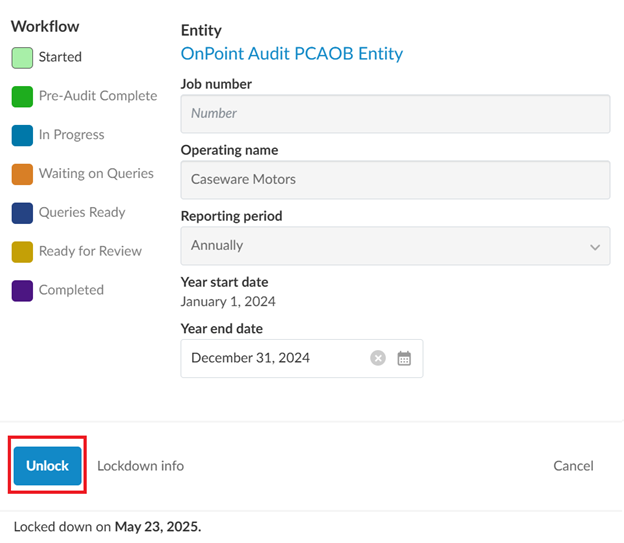 Workflow
Started
Pre-Audit Complete
In Progress
Waiting on Queries
Queries Ready
Ready for Review
Completed
Entity
OnPoint Audit PCAOB Entity
Job number
Number
Operating name
Caseware Motors
Reporting period
Annually
Year start date
January 1, 2024
Year end date
December 31, 2024
Unlock
Lockdown info
Cancel
Locked down on May 23, 2025.